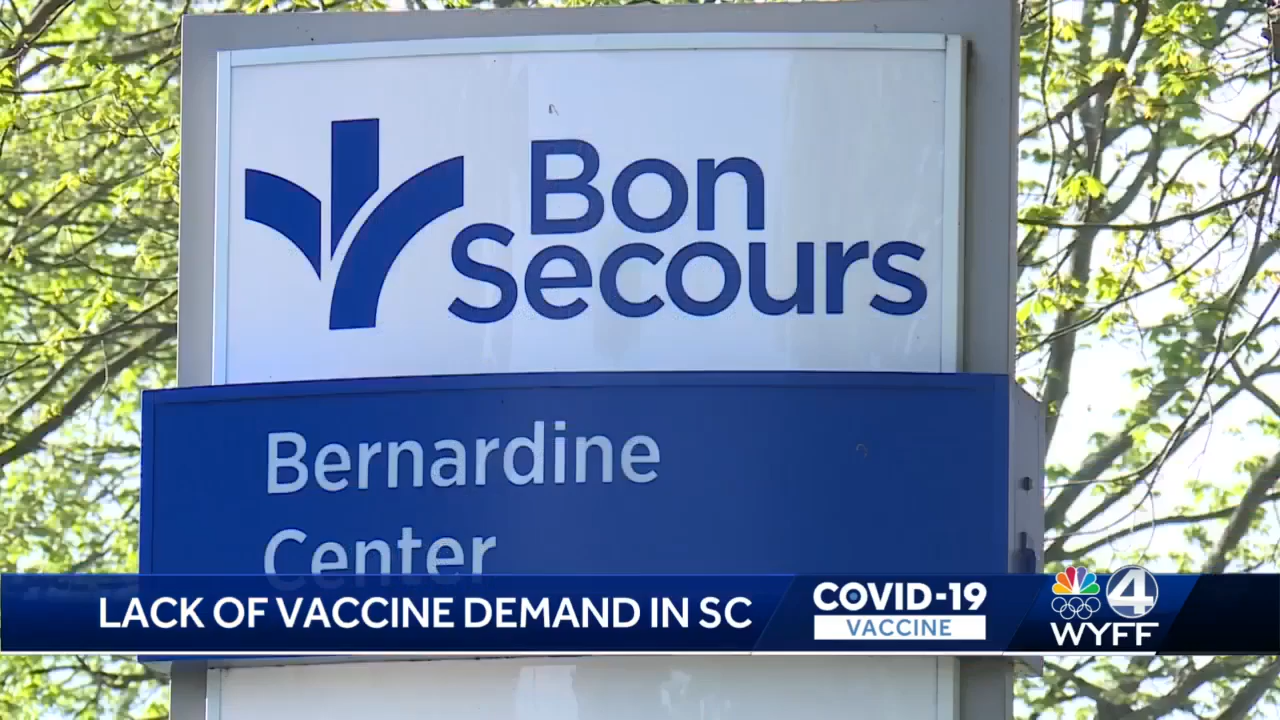 Bon
Secours
Bernardine
Center
LACK OF VACCINE DEMAND IN SC
COVID-19
VACCINE
4
WYFF